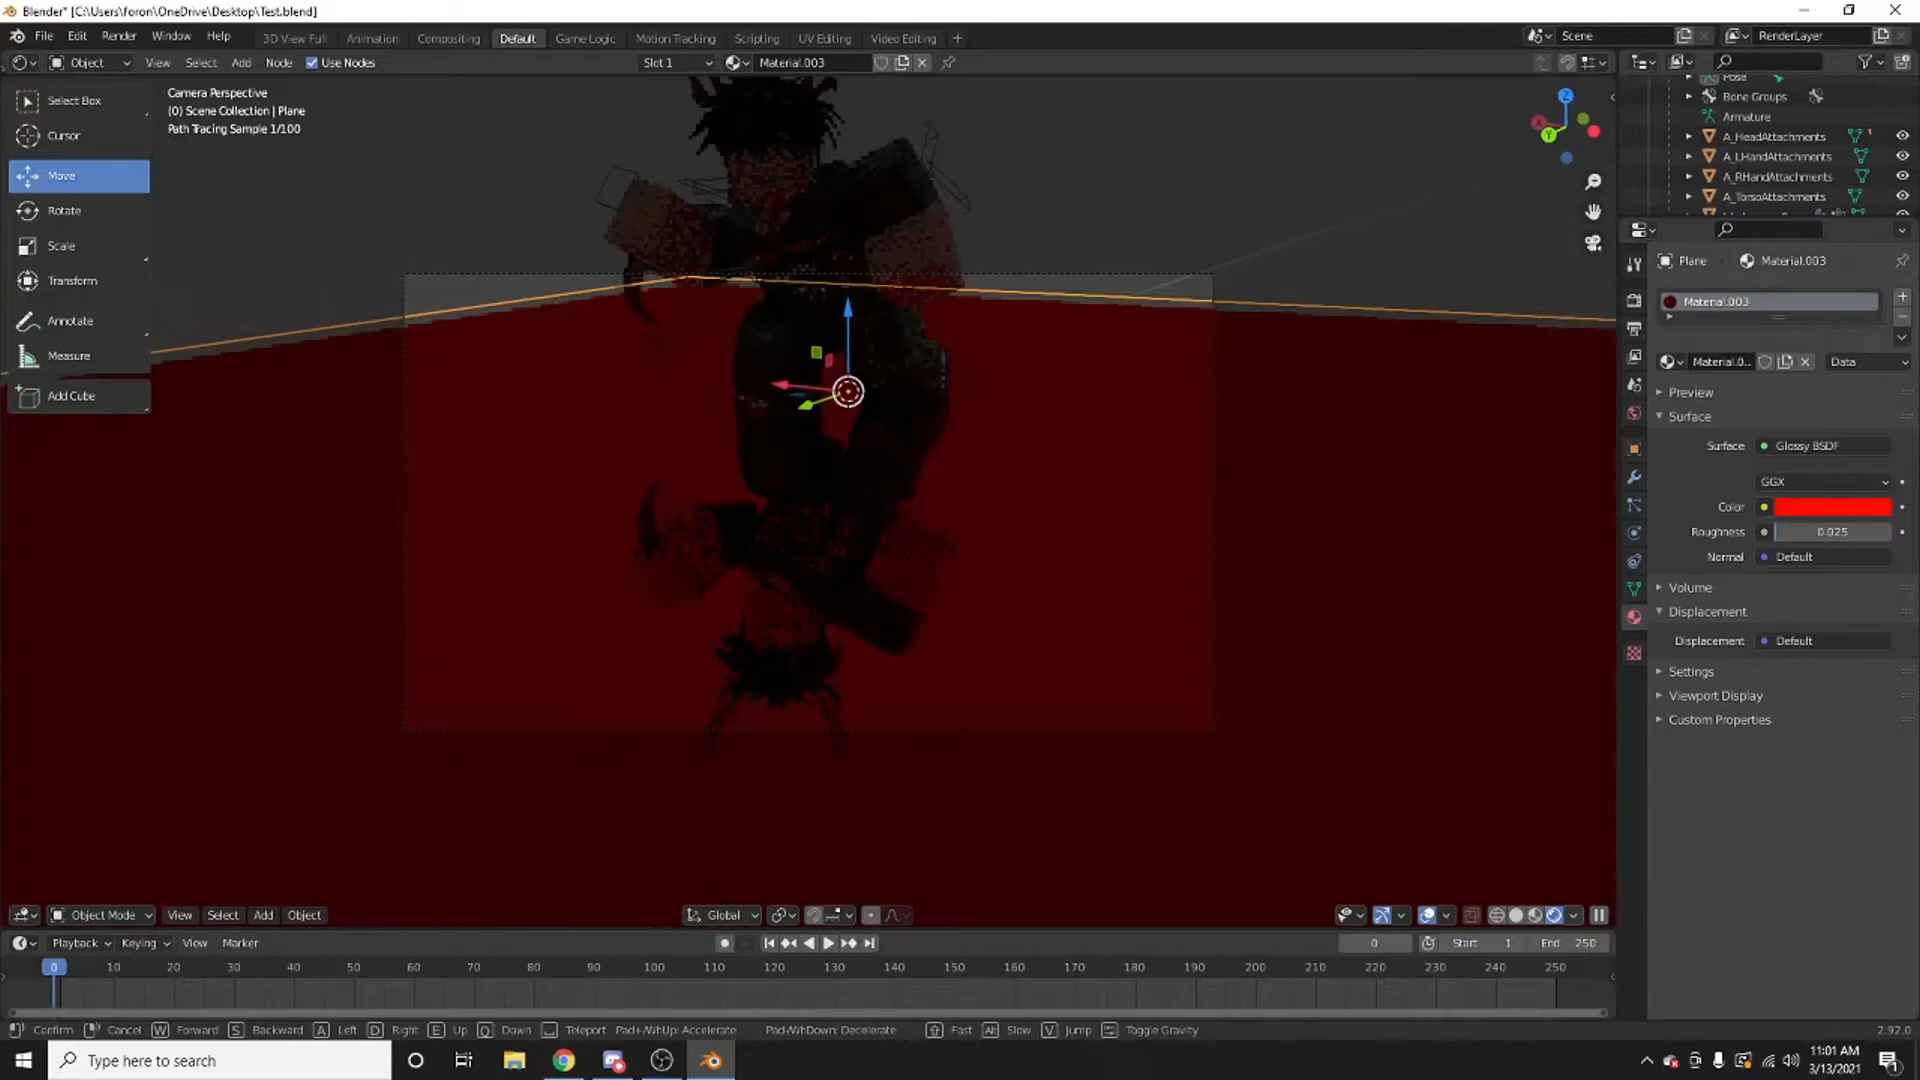 Blender* [C:\Users\foron\OneDrive\Desktop\Test.blend]
File Edit Render Window Help 3D View Full Animation Compositing Default Game Logic Motion Tracking Scripting UV Editing Video Editing + Scene RenderLayer
Object View Select Add Node Use Nodes Slot 1 Material.003
Select Box
Cursor
Move
Rotate
Scale
Transform
Annotate
Measure
Add Cube
Camera Perspective
(0) Scene Collection | Plane
Path Tracing Sample 1/100
Z
X
Y
Pose
Bone Groups
Armature
A_HeadAttachments
A_LHandAttachments
A_RHandAttachments
A_TorsoAttachments
Plane Material.003
Material.003
Material.0... Data
Preview
Surface
Surface Glossy BSDF
GGX
Color
Roughness 0.025
Normal Default
Volume
Displacement
Displacement Default
Settings
Viewport Display
Custom Properties
Object Mode View Select Add Object Global
Playback Keying View Marker 0 Start 1 End 250
0 10 20 30 40 50 60 70 80 90 100 110 120 130 140 150 160 170 180 190 200 210 220 230 240 250
Confirm Cancel W Forward S Backward A Left D Right E Up Q Down Teleport Pad+/WhUp: Accelerate Pad-/WhDown: Decelerate Fast Alt Slow V Jump Toggle Gravity 2.92.0
Type here to search
11:01 AM
3/13/2021
1